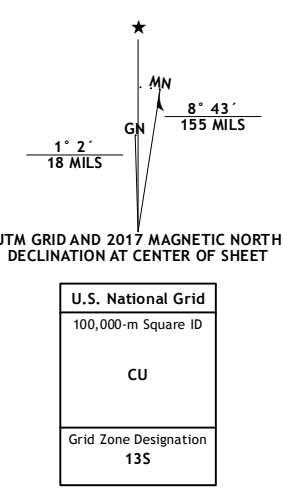 MN
8° 43´
155 MILS
GN
1° 2´
18 MILS
UTM GRID AND 2017 MAGNETIC NORTH
DECLINATION AT CENTER OF SHEET
U.S. National Grid
100,000-m Square ID
CU
Grid Zone Designation
13S